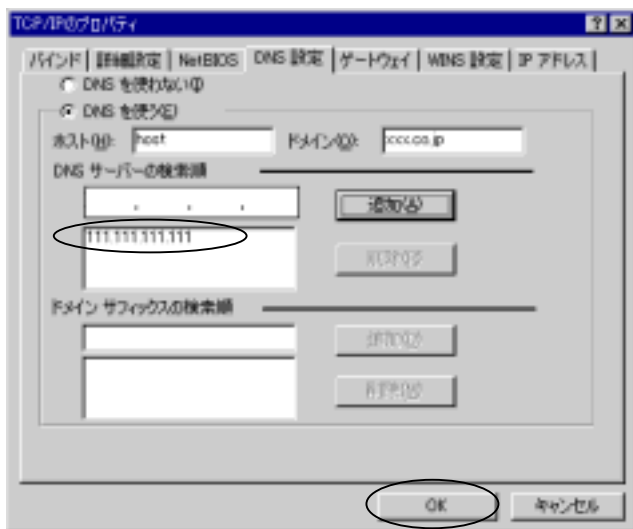 TCP/IPのプロパティ
バインド 詳細設定 NetBIOS DNS 設定 ゲートウェイ WINS 設定 IP アドレス
DNS を使わない(I)
DNS を使う(E)
ホスト(H): host ドメイン(O): xxx.co.jp
DNS サーバーの検索順
追加(A)
111.111.111.111
削除(R)
ドメイン サフィックスの検索順
追加(D)
削除(M)
OK キャンセル